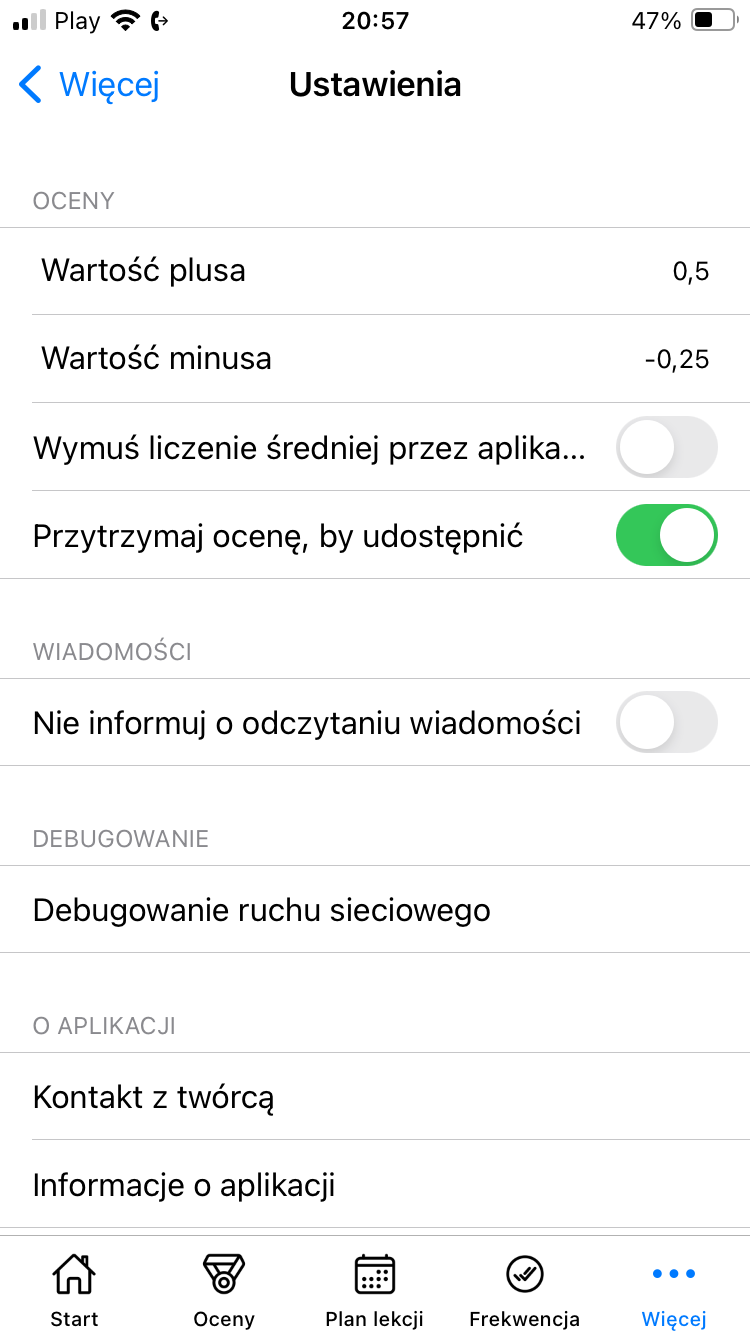 Play 20:57 47%
Więcej Ustawienia
OCENY
Wartość plusa 0,5
Wartość minusa -0,25
Wymuś liczenie średniej przez aplika...
Przytrzymaj ocenę, by udostępnić
WIADOMOŚCI
Nie informuj o odczytaniu wiadomości
DEBUGOWANIE
Debugowanie ruchu sieciowego
O APLIKACJI
Kontakt z twórcą
Informacje o aplikacji
Start Oceny Plan lekcji Frekwencja Więcej